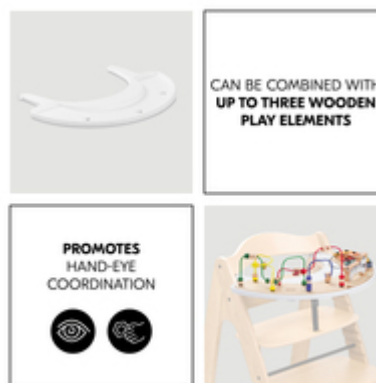 CAN BE COMBINED WITH
UP TO THREE WOODEN
PLAY ELEMENTS
PROMOTES
HAND-EYE
COORDINATION